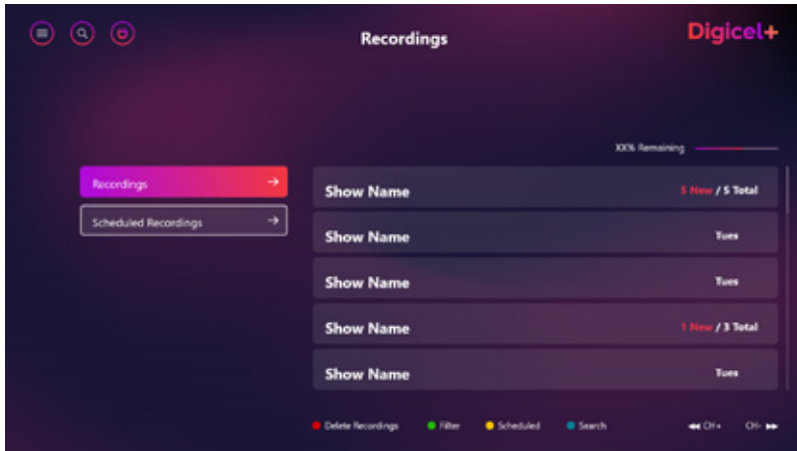 Recordings
Digicel+
XX% Remaining
Recordings
Scheduled Recordings
Show Name 5 New / 5 Total
Show Name Tues
Show Name Tues
Show Name 1 New / 3 Total
Show Name Tues
Delete Recordings Filter Scheduled Search CH+ CH-